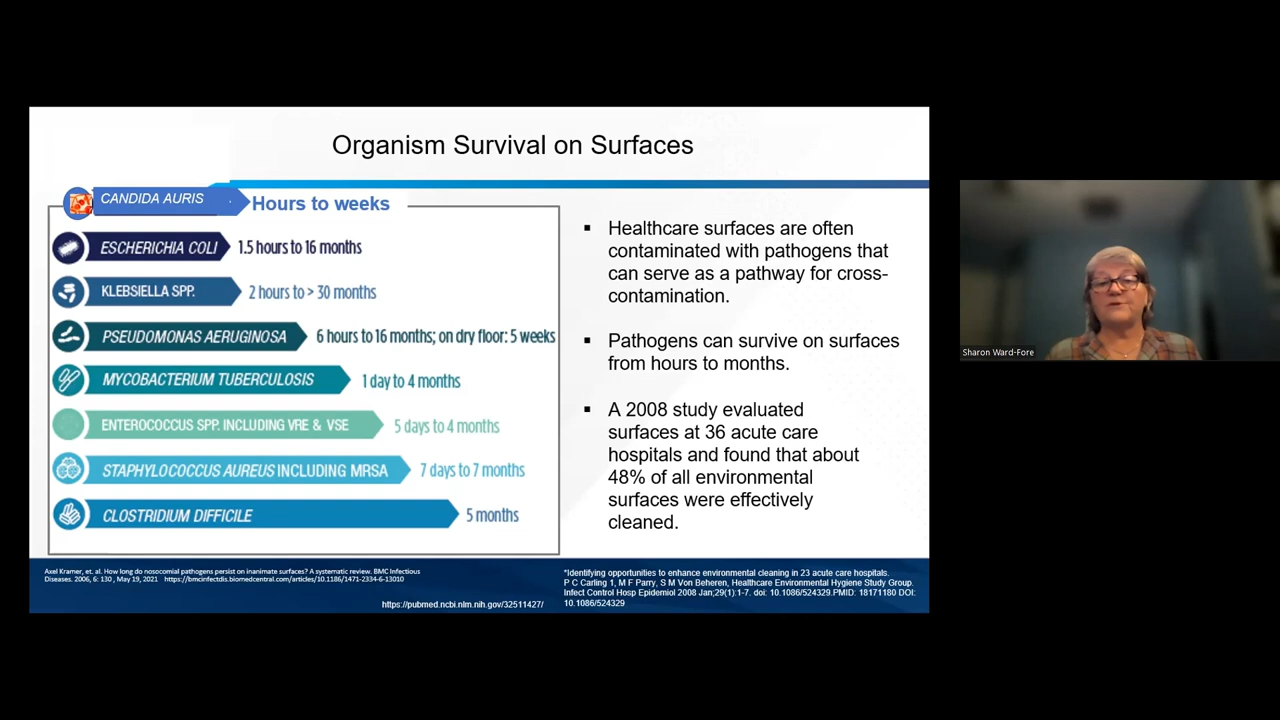 Organism Survival on Surfaces
CANDIDA AURIS
Hours to weeks
ESCHERICHIA COLI
1.5 hours to 16 months
KLEBSIELLA SPP.
2 hours to > 30 months
PSEUDOMONAS AERUGINOSA
6 hours to 16 months; on dry floor: 5 weeks
MYCOBACTERIUM TUBERCULOSIS
1 day to 4 months
ENTEROCOCCUS SPP. INCLUDING VRE & VSE
5 days to 4 months
STAPHYLOCOCCUS AUREUS INCLUDING MRSA
7 days to 7 months
CLOSTRIDIUM DIFFICILE
5 months
▪ Healthcare surfaces are often
contaminated with pathogens that
can serve as a pathway for cross-
contamination.
▪ Pathogens can survive on surfaces
from hours to months.
▪ A 2008 study evaluated
surfaces at 36 acute care
hospitals and found that about
48% of all environmental
surfaces were effectively
cleaned.
Axel Kramer, et. al. How long do nosocomial pathogens persist on inanimate surfaces? A systematic review. BMC Infectious
Diseases. 2006, 6: 130 , May 19, 2021 https://bmcinfectdis.biomedcentral.com/articles/10.1186/1471-2334-6-13010
https://pubmed.ncbi.nlm.nih.gov/32511427/
*Identifying opportunities to enhance environmental cleaning in 23 acute care hospitals.
P C Carling 1, M F Parry, S M Von Beheren, Healthcare Environmental Hygiene Study Group.
Infect Control Hosp Epidemiol 2008 Jan;29(1):1-7. doi: 10.1086/524329.PMID: 18171180 DOI:
10.1086/524329
Sharon Ward-Fore